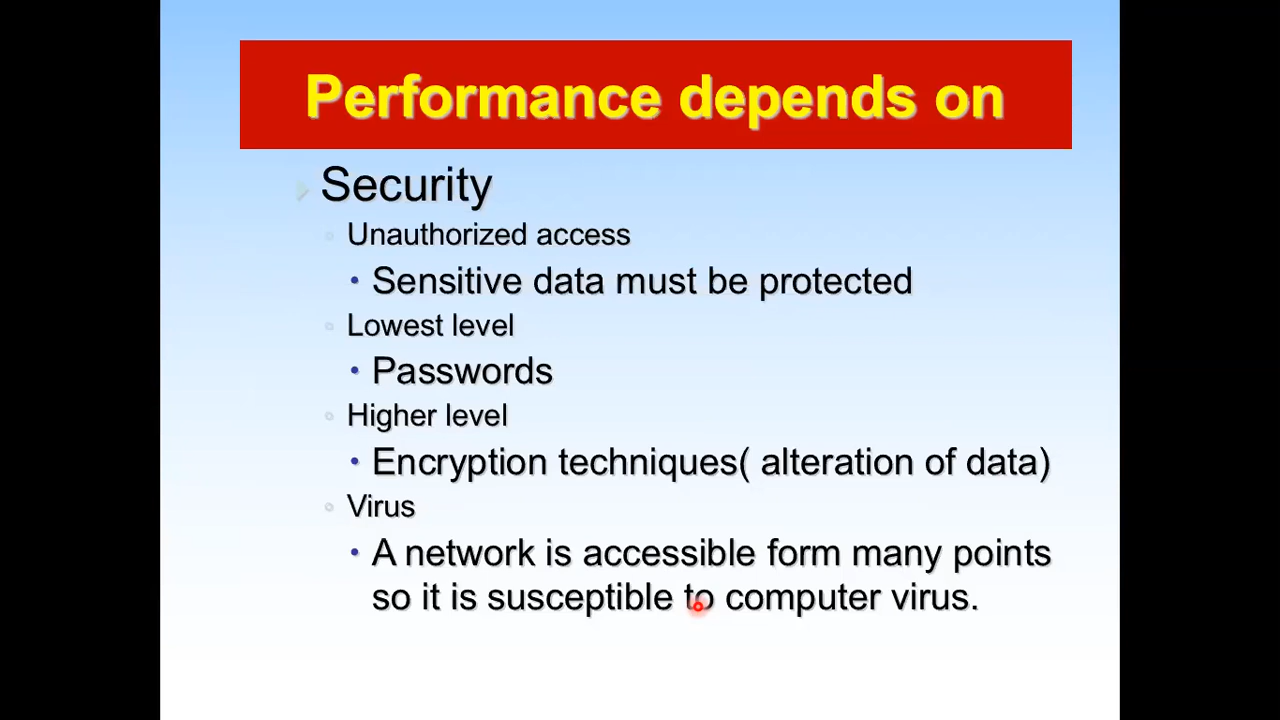 Performance depends on
Security
Unauthorized access
Sensitive data must be protected
Lowest level
Passwords
Higher level
Encryption techniques( alteration of data)
Virus
A network is accessible form many points
so it is susceptible to computer virus.